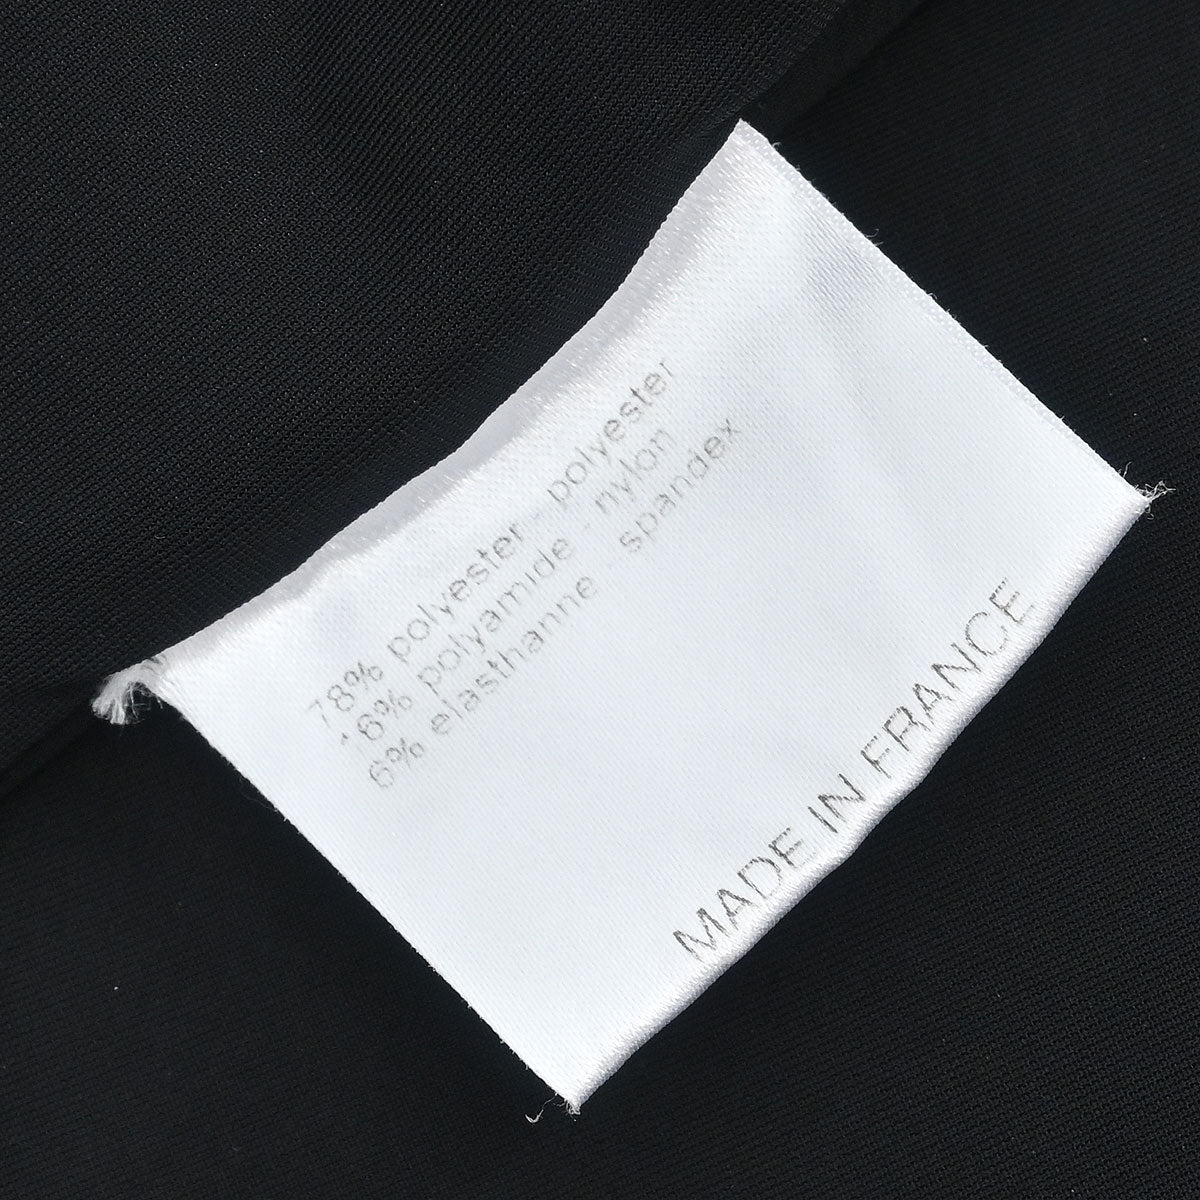 78% polyester - polyester
16% polyamide - nylon
6% elasthanne - spandex
MADE IN FRANCE